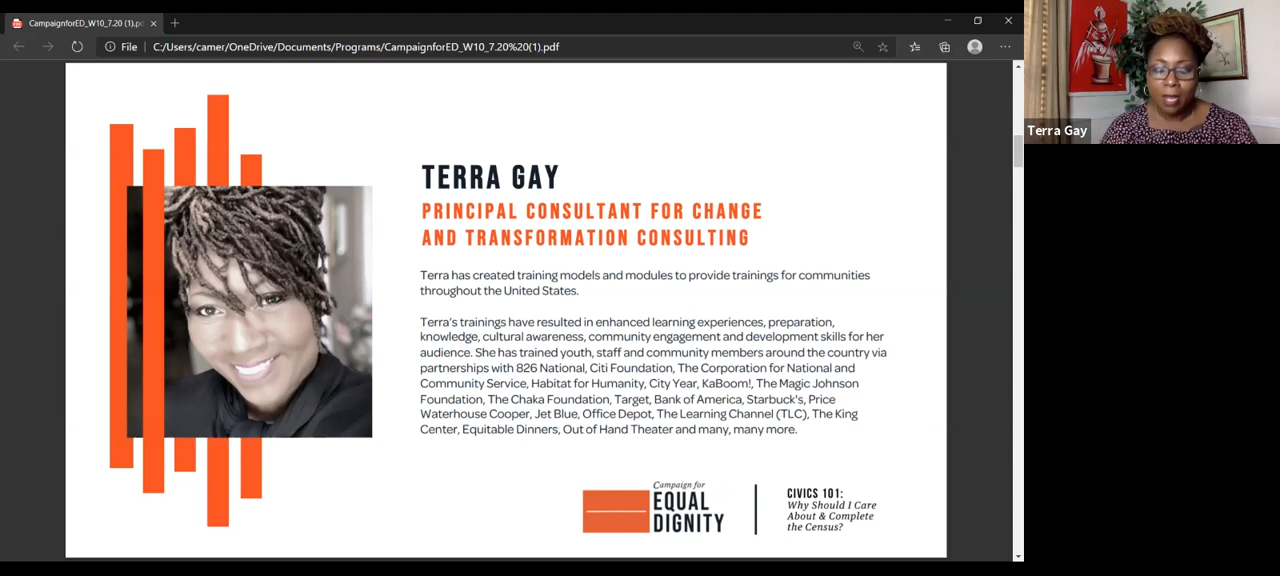 CampaignforED_W10_7.20 (1).pdf
File
C:/Users/camer/OneDrive/Documents/Programs/CampaignforED_W10_7.20%20(1).pdf
Terra Gay
TERRA GAY
PRINCIPAL CONSULTANT FOR CHANGE
AND TRANSFORMATION CONSULTING
Terra has created training models and modules to provide trainings for communities
throughout the United States.
Terra's trainings have resulted in enhanced learning experiences, preparation,
knowledge, cultural awareness, community engagement and development skills for her
audience. She has trained youth, staff and community members around the country via
partnerships with 826 National, Citi Foundation, The Corporation for National and
Community Service, Habitat for Humanity, City Year, KaBoom!, The Magic Johnson
Foundation, The Chaka Foundation, Target, Bank of America, Starbuck's, Price
Waterhouse Cooper, Jet Blue, Office Depot, The Learning Channel (TLC), The King
Center, Equitable Dinners, Out of Hand Theater and many, many more.
Campaign for
EQUAL
DIGNITY
CIVICS 101:
Why Should I Care
About & Complete
the Census?